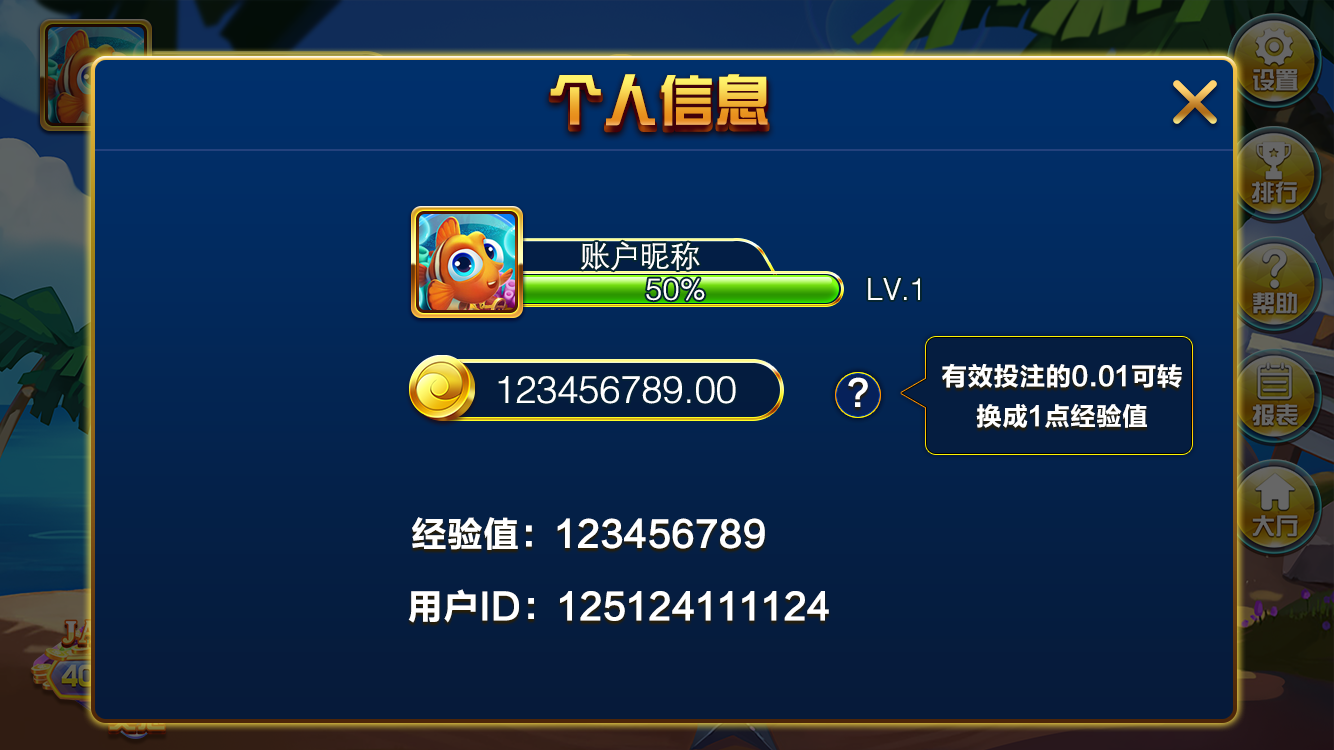 个人信息
账户昵称
50%
LV.1
123456789.00
?
有效投注的0.01可转
换成1点经验值
经验值：123456789
用户ID：125124111124
设置
排行
?
帮助
报表
大厅